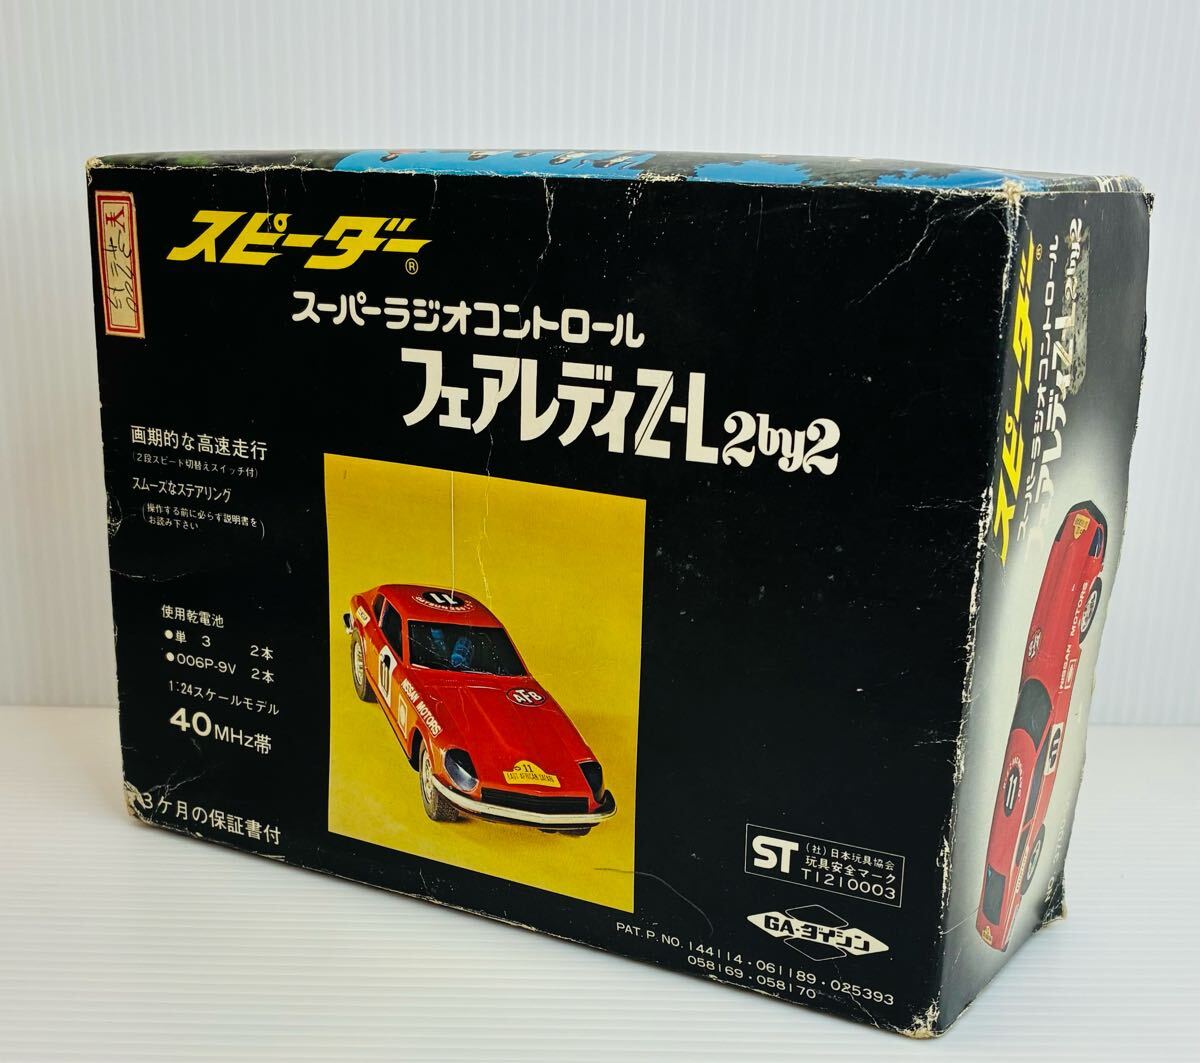 ¥3700
スピーダー®
スーパーラジオコントロール
フェアレディZ-L 2by2
画期的な高速走行
(2段スピード切替えスイッチ付)
スムーズなステアリング
(操作する前に必らず説明書を
お読み下さい)
使用乾電池
●単3 2本
●006P-9V 2本
1:24スケールモデル
40MHz帯
3ケ月の保証書付
11
11
NISSAN MOTORS
ATB
11
EAST AFRICAN SAFARI
ST
(社)日本玩具協会
玩具安全マーク
T1210003
GA-ダイシン
PAT. P. NO. 144114・061189・025393
058169・058170
スピーダー®
スーパーラジオコントロール
フェアレディZ-L 2by2
NISSAN MOTORS
11
11